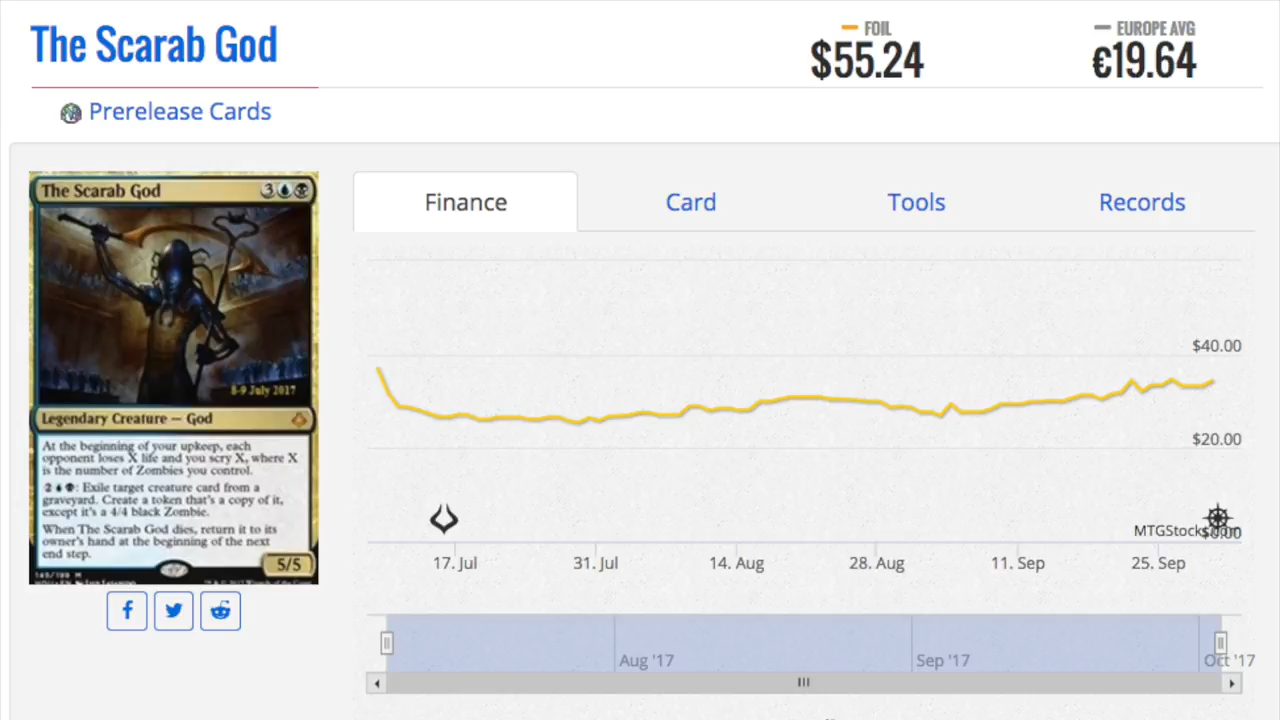 The Scarab God
FOIL
$55.24
EUROPE AVG
€19.64
Prerelease Cards
The Scarab God
3
8-9 July 2017
Legendary Creature — God
At the beginning of your upkeep, each
opponent loses X life and you scry X, where X
is the number of Zombies you control.
2: Exile target creature card from a
graveyard. Create a token that's a copy of it,
except it's a 4/4 black Zombie.
When The Scarab God dies, return it to its
owner's hand at the beginning of the next
end step.
5/5
Finance
Card
Tools
Records
$40.00
$20.00
MTGStocks
$0.00
17. Jul
31. Jul
14. Aug
28. Aug
11. Sep
25. Sep
Aug '17
Sep '17
Oct '17